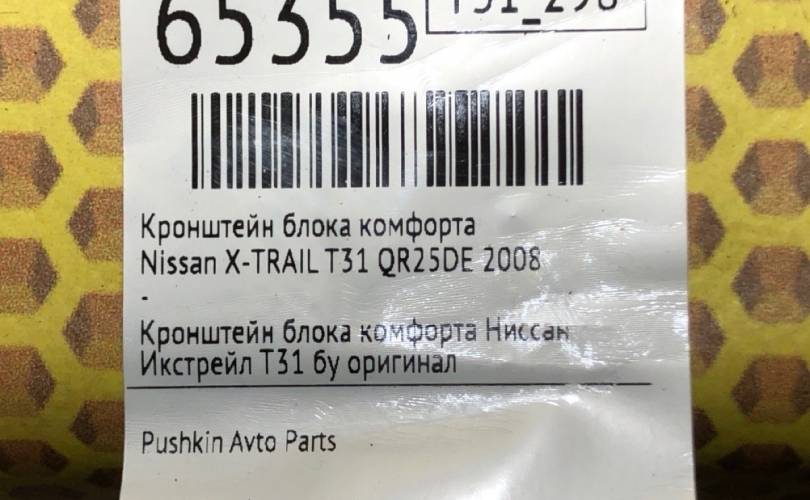 65355
T31_298
Кронштейн блока комфорта
Nissan X-TRAIL T31 QR25DE 2008
-
Кронштейн блока комфорта Ниссан
Икстрейл Т31 бу оригинал
Pushkin Avto Parts